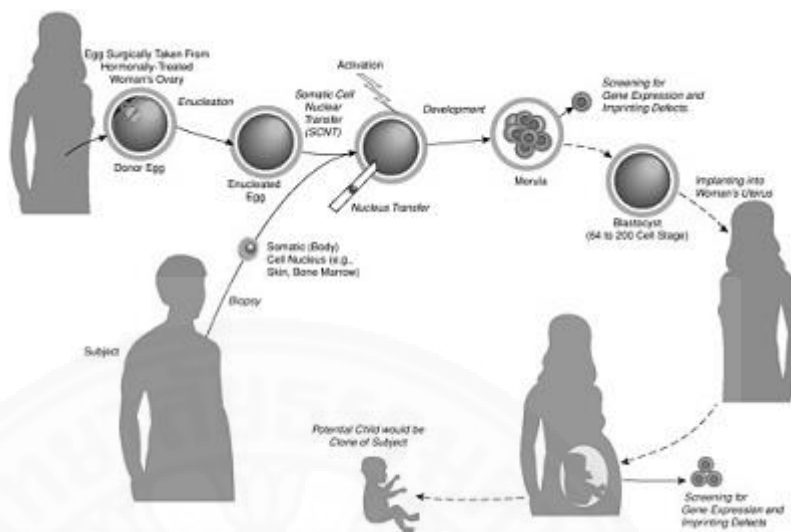 Egg Surgically Taken From
Hormonally-Treated
Woman's Ovary
Enucleation
Donor Egg
Somatic Cell
Nuclear
Transfer
(SCNT)
Enucleated
Egg
Activation
Nucleus Transfer
Development
Morula
Screening for
Gene Expression and
Imprinting Defects
Blastocyst
(64 to 200 Cell Stage)
Implanting into
Woman's Uterus
Somatic (Body)
Cell Nucleus (e.g.,
Skin, Bone Marrow)
Biopsy
Subject
Potential Child would be
Clone of Subject
Screening for
Gene Expression and
Imprinting Defects